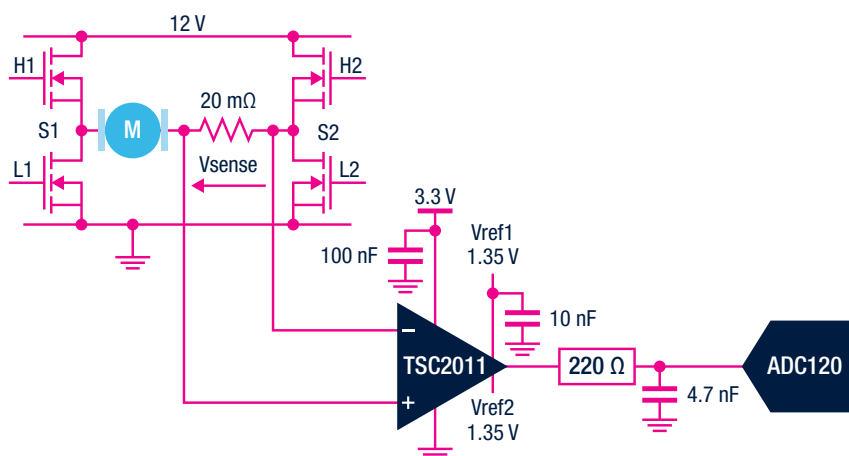 12 V
H1
H2
20 mΩ
S1
M
S2
Vsense
L1
L2
3.3 V
Vref1
1.35 V
100 nF
10 nF
−
TSC2011
+
220 Ω
ADC120
4.7 nF
Vref2
1.35 V